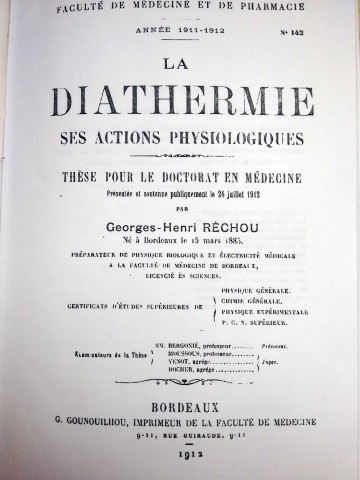 FACULTÉ DE MÉDECINE ET DE PHARMACIE
ANNÉE 1911-1912 N° 142
LA
DIATHERMIE
SES ACTIONS PHYSIOLOGIQUES
THÈSE POUR LE DOCTORAT EN MÉDECINE
Présentée et soutenue publiquement le 24 juillet 1912
PAR
Georges-Henri RÉCHOU
Né à Bordeaux le 15 mars 1885.
PRÉPARATEUR DE PHYSIQUE BIOLOGIQUE ET ÉLECTRICITÉ MÉDICALE
A LA FACULTÉ DE MÉDECINE DE BORDEAUX,
LICENCIÉ ÈS SCIENCES.
CERTIFICATS D'ÉTUDES SUPÉRIEURES DE
PHYSIQUE GÉNÉRALE.
CHIMIE GÉNÉRALE.
PHYSIQUE EXPÉRIMENTALE
P. C. N. SUPÉRIEUR.
Examinateurs de la Thèse
MM. BERGONIÉ, professeur........ Président.
MOUSSOUS, professeur........
VENOT, agrégé........ Juges.
ROCHER, agrégé........
BORDEAUX
G. GOUNOUILHOU, IMPRIMEUR DE LA FACULTÉ DE MÉDECINE
9-11, RUE GUIRAUDE, 9-11
1912